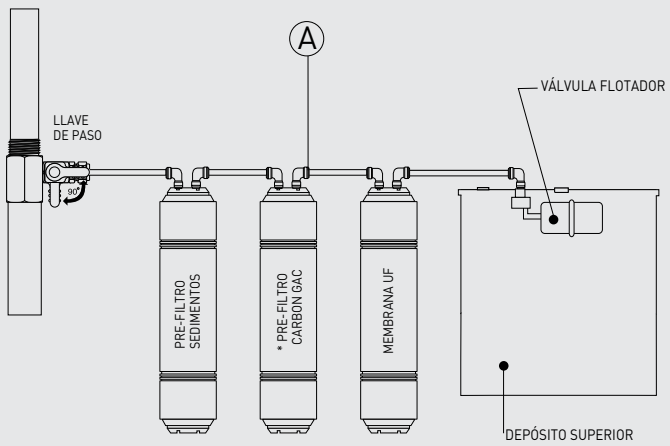 A
VÁLVULA FLOTADOR
LLAVE
DE PASO
90°
PRE-FILTRO
SEDIMENTOS
* PRE-FILTRO
CARBON GAC
MEMBRANA UF
DEPÓSITO SUPERIOR